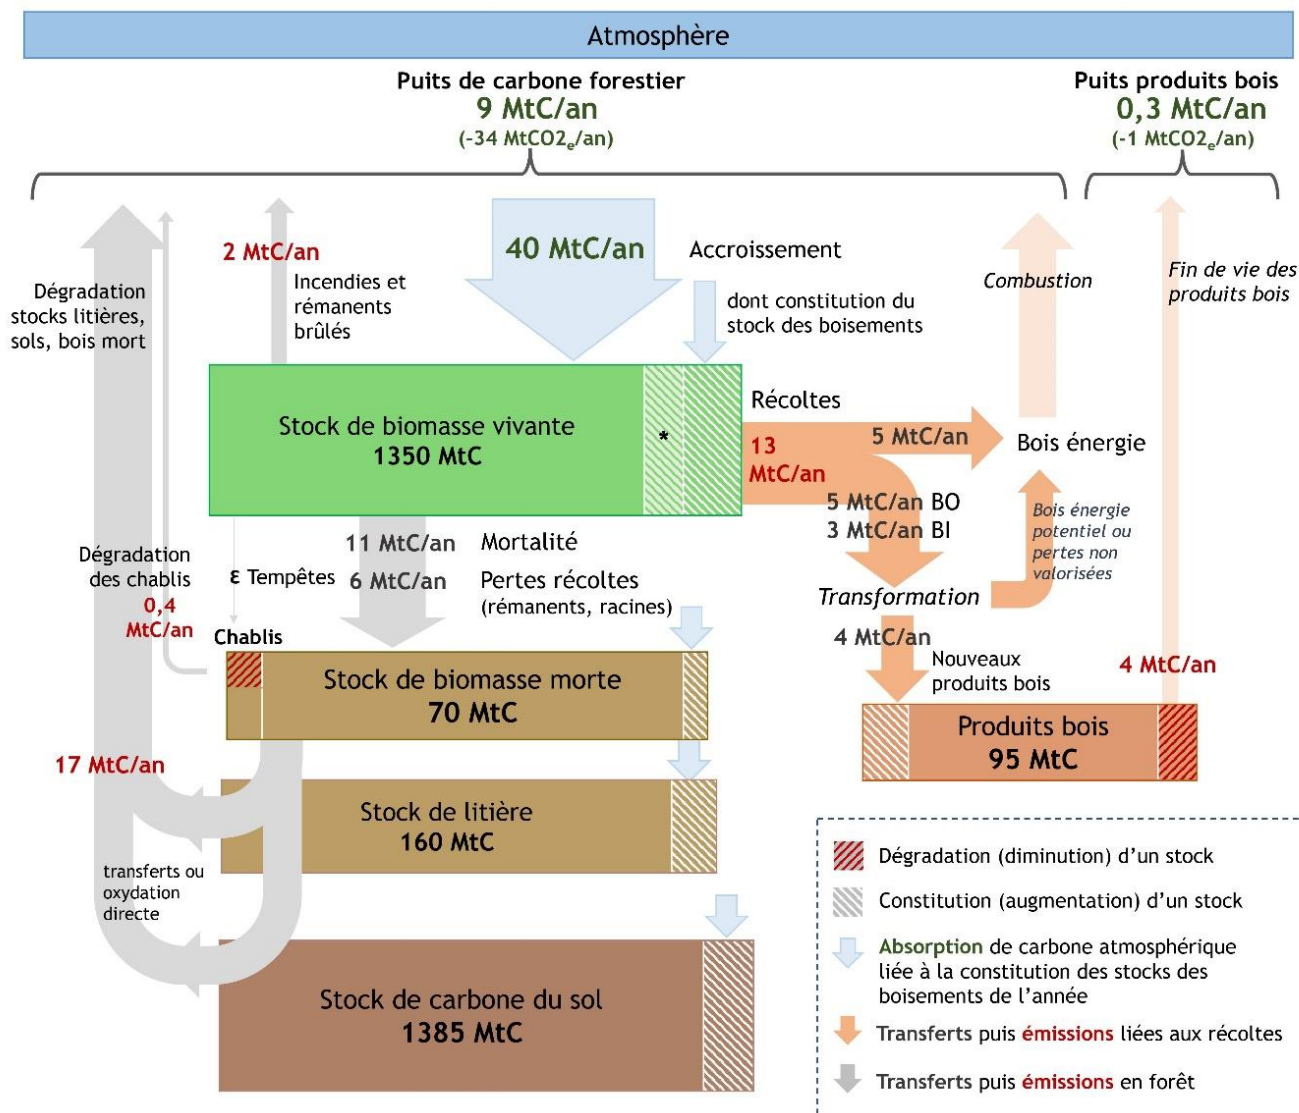 Atmosphère
Puits de carbone forestier
9 MtC/an
(-34 MtCO2e/an)
Puits produits bois
0,3 MtC/an
(-1 MtCO2e/an)
Dégradation
stocks litières,
sols, bois mort
2 MtC/an
Incendies et
rémanents
brûlés
40 MtC/an
Accroissement
dont constitution du
stock des boisements
Combustion
Fin de vie des
produits bois
Stock de biomasse vivante
1350 MtC
*
Récoltes
13
MtC/an
5 MtC/an
Bois énergie
5 MtC/an BO
3 MtC/an BI
Bois énergie
potentiel ou
pertes non
valorisées
Dégradation
des chablis
0,4
MtC/an
ε Tempêtes
11 MtC/an Mortalité
6 MtC/an Pertes récoltes
(rémanents, racines)
Transformation
4 MtC/an
Nouveaux
produits bois
4 MtC/an
Chablis
Stock de biomasse morte
70 MtC
Produits bois
95 MtC
17 MtC/an
Stock de litière
160 MtC
transferts ou
oxydation
directe
Stock de carbone du sol
1385 MtC
Dégradation (diminution) d’un stock
Constitution (augmentation) d’un stock
Absorption de carbone atmosphérique
liée à la constitution des stocks des
boisements de l’année
Transferts puis émissions liées aux récoltes
Transferts puis émissions en forêt